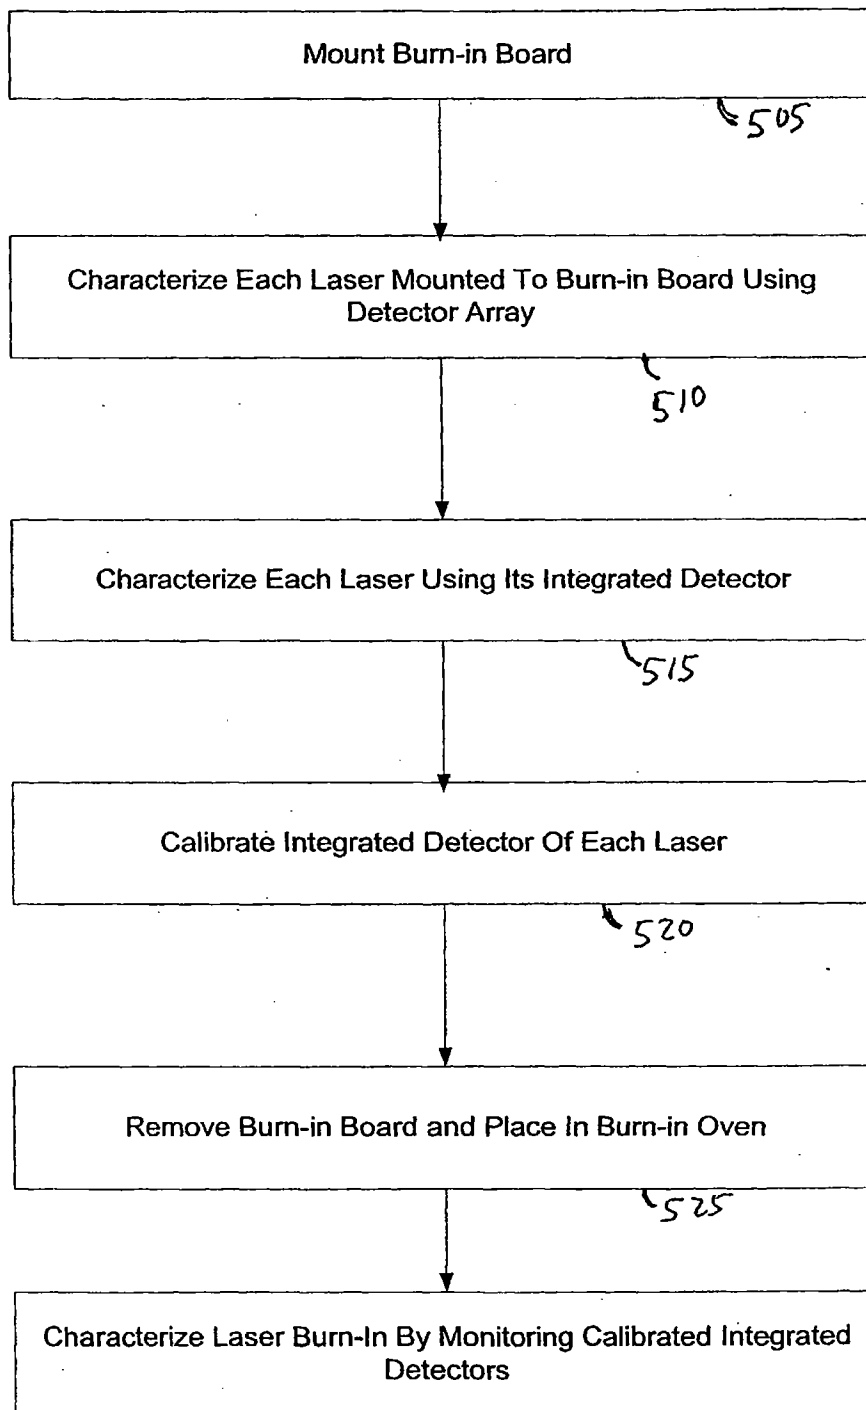 Mount Burn-in Board
505
Characterize Each Laser Mounted To Burn-in Board Using
Detector Array
510
Characterize Each Laser Using Its Integrated Detector
515
Calibrate Integrated Detector Of Each Laser
520
Remove Burn-in Board and Place In Burn-in Oven
525
Characterize Laser Burn-In By Monitoring Calibrated Integrated
Detectors